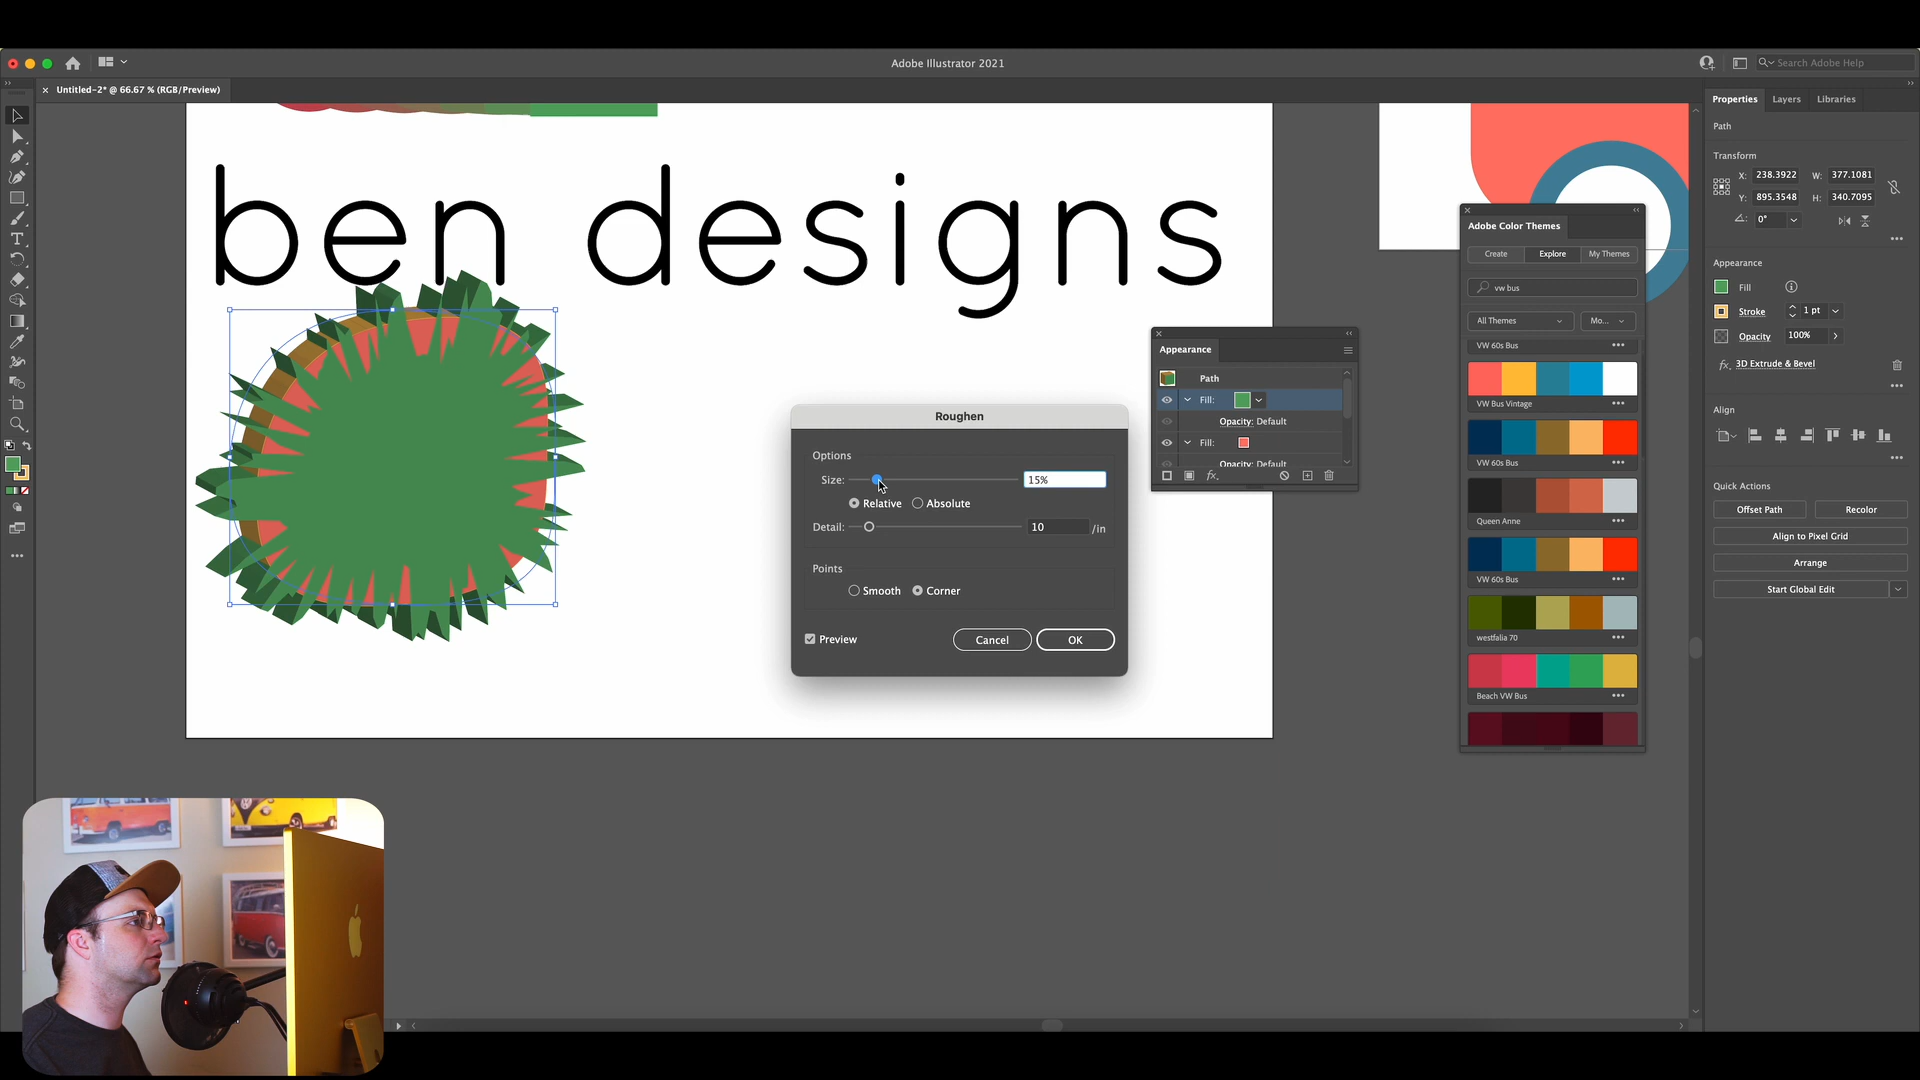 Adobe Illustrator 2021
Search Adobe Help
× Untitled-2* @ 66.67 % (RGB/Preview)
ben designs
Roughen
Options
Size: 15%
Relative Absolute
Detail: 10 /in
Points
Smooth Corner
Preview Cancel OK
Appearance
Path
Fill:
Opacity: Default
Fill:
Opacity: Default
fx
Adobe Color Themes
Create Explore My Themes
vw bus
All Themes Mo...
VW 60s Bus
VW Bus Vintage
VW 60s Bus
Queen Anne
VW 60s Bus
westfalia 70
Beach VW Bus
Properties Layers Libraries
Path
Transform
X: 238.3922 W: 377.1081
Y: 895.3548 H: 340.7095
0°
Appearance
Fill
Stroke 1 pt
Opacity 100%
fx 3D Extrude & Bevel
Align
Quick Actions
Offset Path Recolor
Align to Pixel Grid
Arrange
Start Global Edit